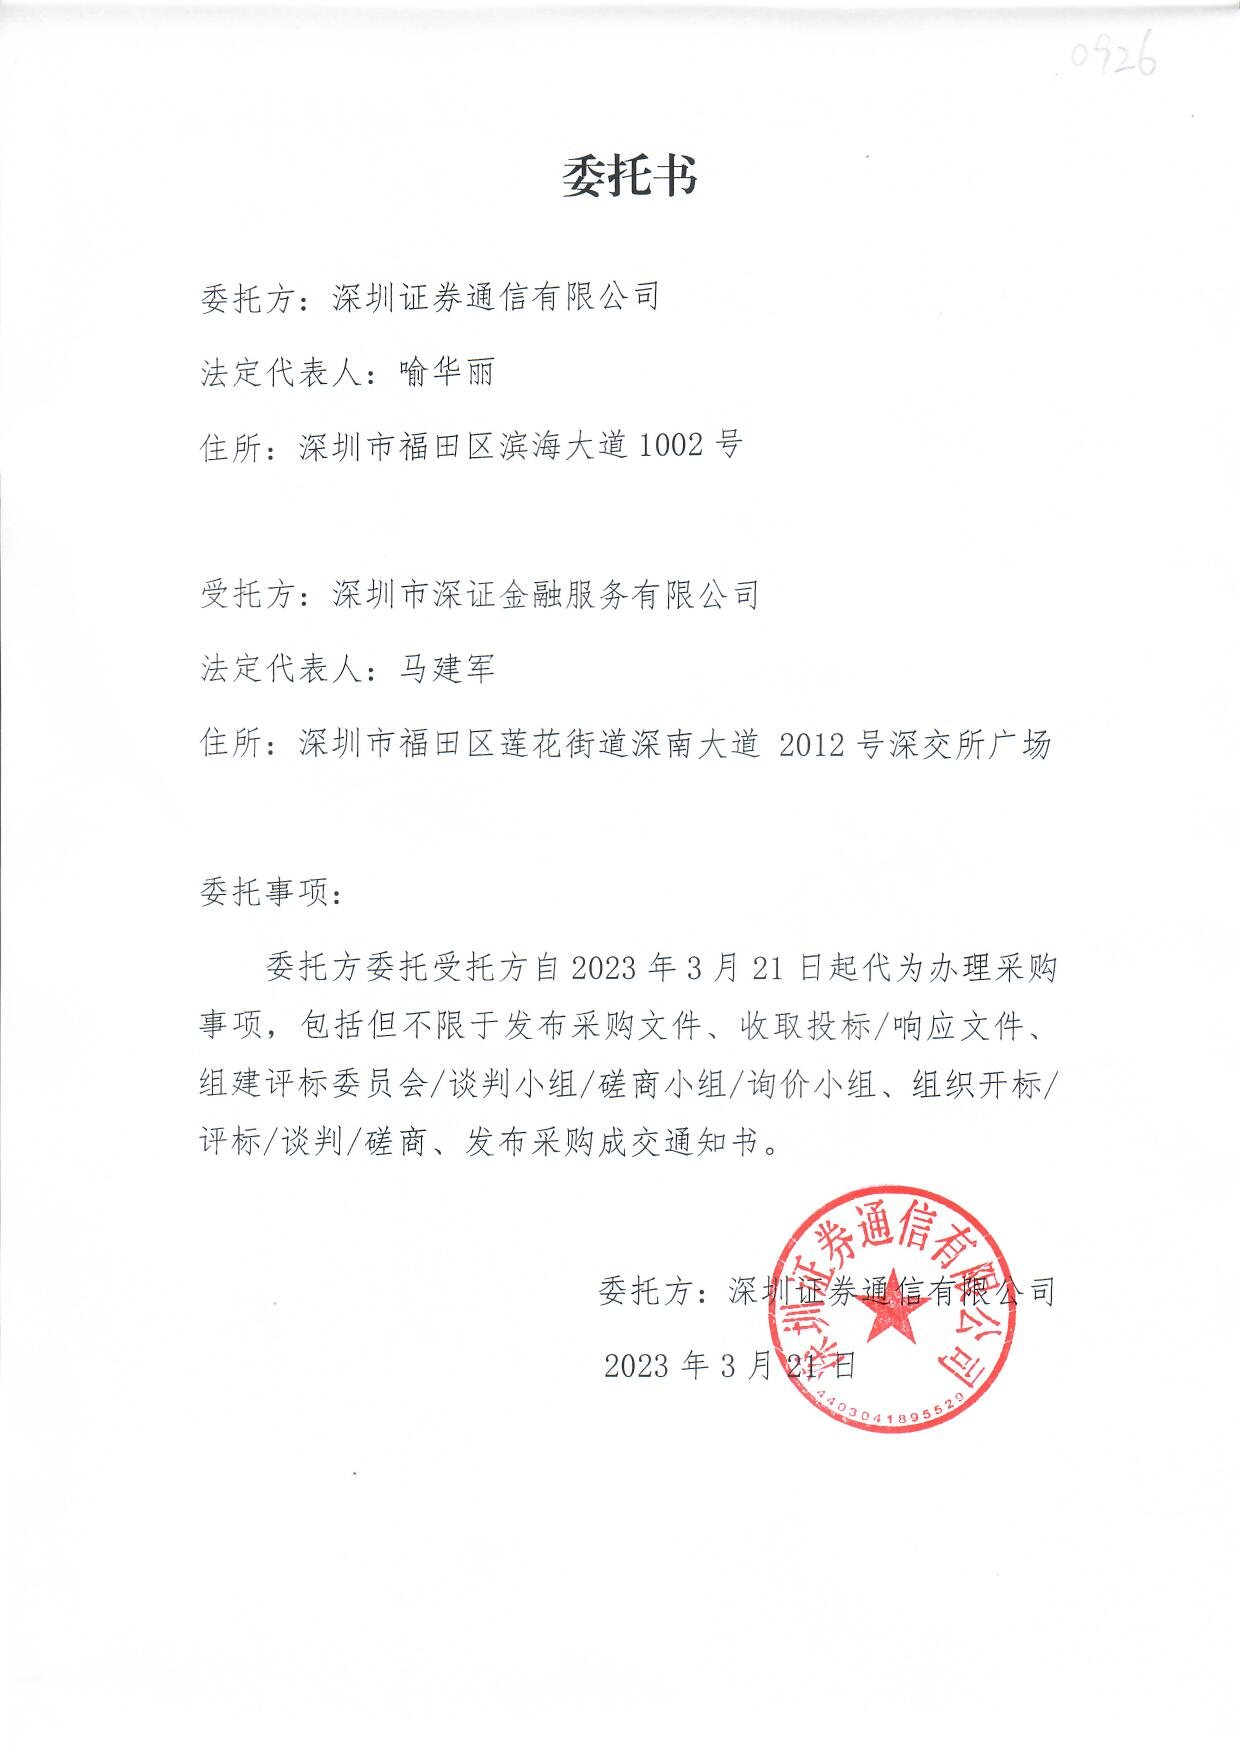 0926
委托书
委托方：深圳证券通信有限公司
法定代表人：喻华丽
住所：深圳市福田区滨海大道1002号
受托方：深圳市深证金融服务有限公司
法定代表人：马建军
住所：深圳市福田区莲花街道深南大道 2012号深交所广场
委托事项：
委托方委托受托方自2023年3月21日起代为办理采购
事项，包括但不限于发布采购文件、收取投标/响应文件、
组建评标委员会/谈判小组/磋商小组/询价小组、组织开标/
评标/谈判/磋商、发布采购成交通知书。
委托方：深圳证券通信有限公司
2023年3月21日
深圳证券通信有限公司
4403041895529